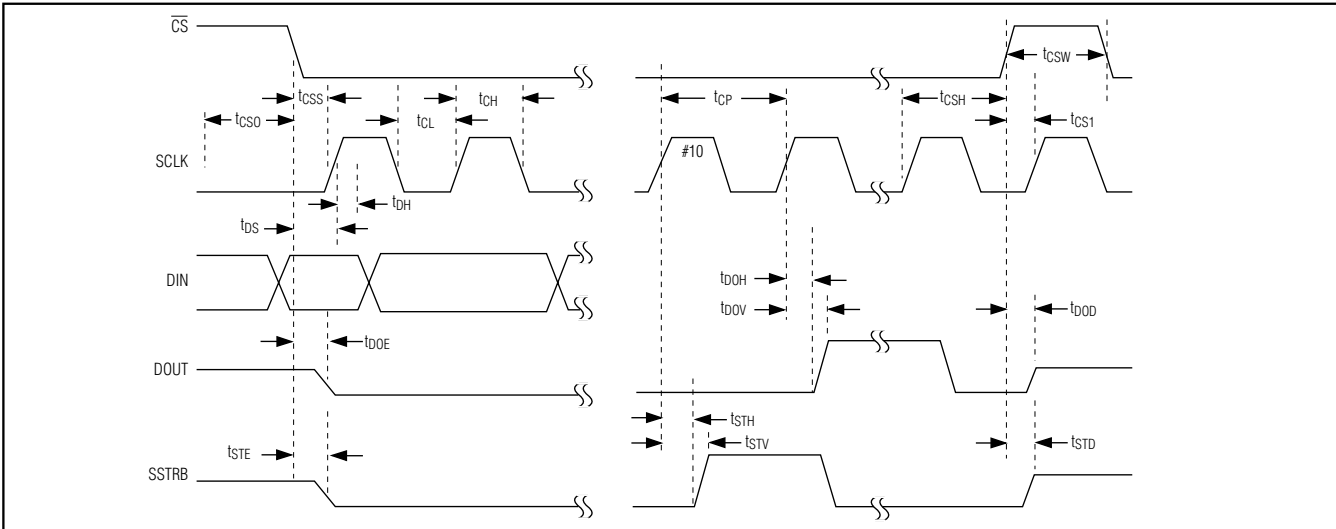 CS
tCSW
tCSS
tCH
tCP
tCSH
tCSO
tCL
tCS1
SCLK
#10
tDH
tDS
DIN
tDOH
tDOV
tDOD
tDOE
DOUT
tSTH
tSTV
tSTE
tSTD
SSTRB